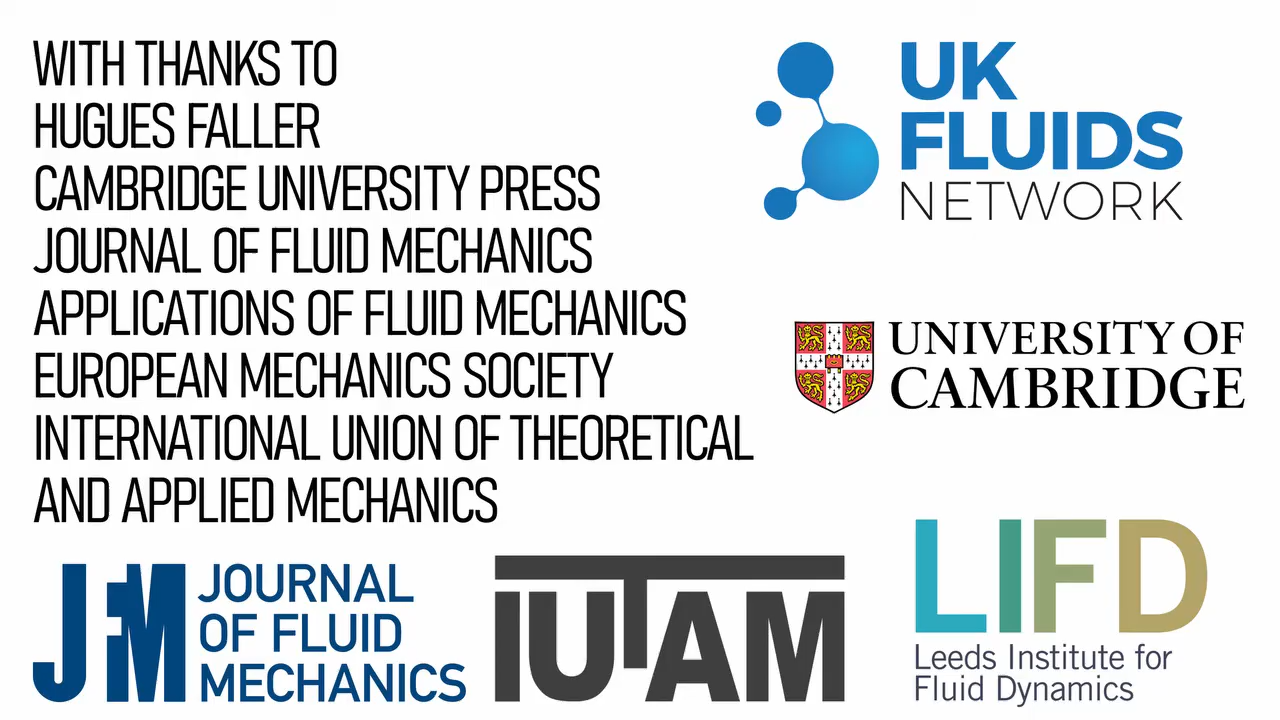 WITH THANKS TO
HUGUES FALLER
CAMBRIDGE UNIVERSITY PRESS
JOURNAL OF FLUID MECHANICS
APPLICATIONS OF FLUID MECHANICS
EUROPEAN MECHANICS SOCIETY
INTERNATIONAL UNION OF THEORETICAL
AND APPLIED MECHANICS
UK
FLUIDS
NETWORK
UNIVERSITY OF
CAMBRIDGE
JFM
JOURNAL
OF FLUID
MECHANICS
IUTAM
LIFD
Leeds Institute for
Fluid Dynamics